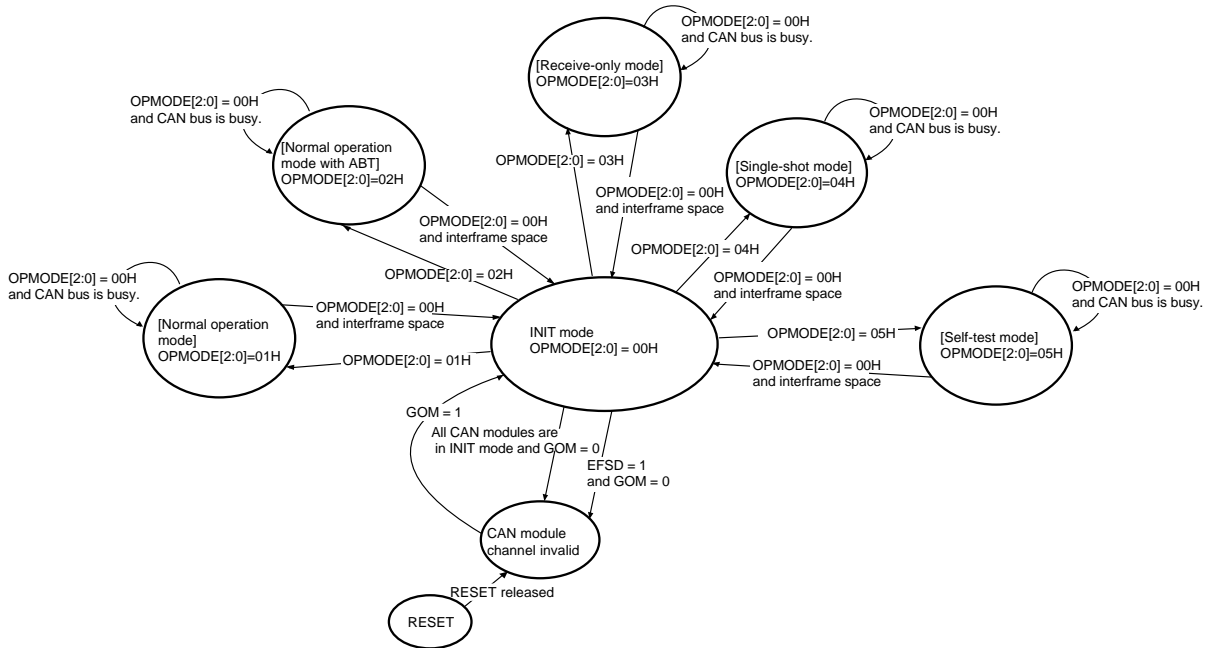 OPMODE[2:0] = 00H
and CAN bus is busy.
[Receive-only mode]
OPMODE[2:0]=03H
OPMODE[2:0] = 00H
and CAN bus is busy.
OPMODE[2:0] = 00H
and CAN bus is busy.
[Normal operation
mode with ABT]
OPMODE[2:0]=02H
OPMODE[2:0] = 03H
[Single-shot mode]
OPMODE[2:0]=04H
OPMODE[2:0] = 00H
and interframe space
OPMODE[2:0] = 00H
and interframe space
OPMODE[2:0] = 04H
OPMODE[2:0] = 02H
OPMODE[2:0] = 00H
and interframe space
OPMODE[2:0] = 00H
and CAN bus is busy.
OPMODE[2:0] = 00H
and CAN bus is busy.
OPMODE[2:0] = 00H
and interframe space
[Normal operation
mode]
OPMODE[2:0]=01H
INIT mode
OPMODE[2:0] = 00H
OPMODE[2:0] = 05H
[Self-test mode]
OPMODE[2:0]=05H
OPMODE[2:0] = 01H
OPMODE[2:0] = 00H
and interframe space
GOM = 1
All CAN modules are
in INIT mode and GOM = 0
EFSD = 1
and GOM = 0
CAN module
channel invalid
RESET released
RESET